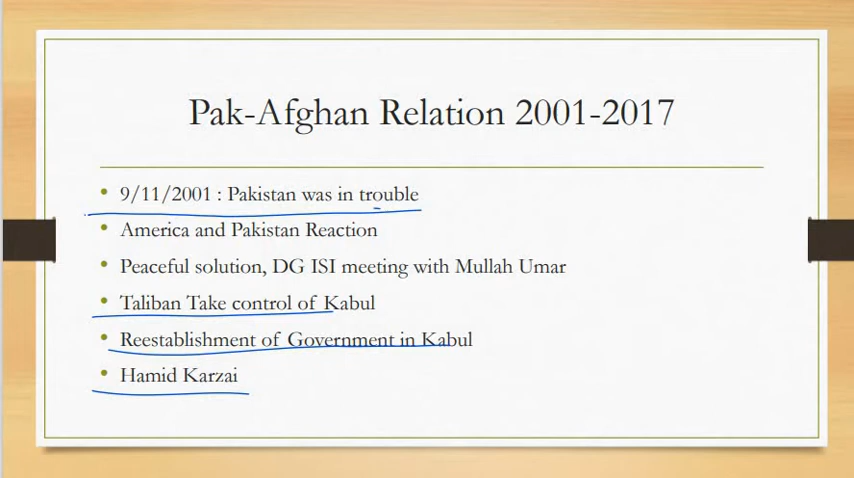 Pak-Afghan Relation 2001-2017
• 9/11/2001 : Pakistan was in trouble
• America and Pakistan Reaction
• Peaceful solution, DG ISI meeting with Mullah Umar
• Taliban Take control of Kabul
• Reestablishment of Government in Kabul
• Hamid Karzai